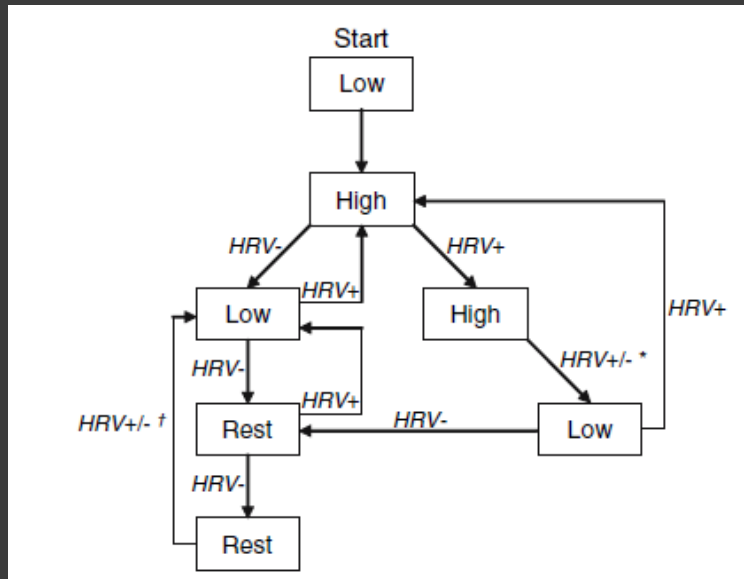 Start
Low
High
HRV-
HRV+
HRV+
Low
High
HRV+
HRV-
HRV+/- *
HRV+
HRV-
HRV+/- †
Rest
Low
HRV-
Rest